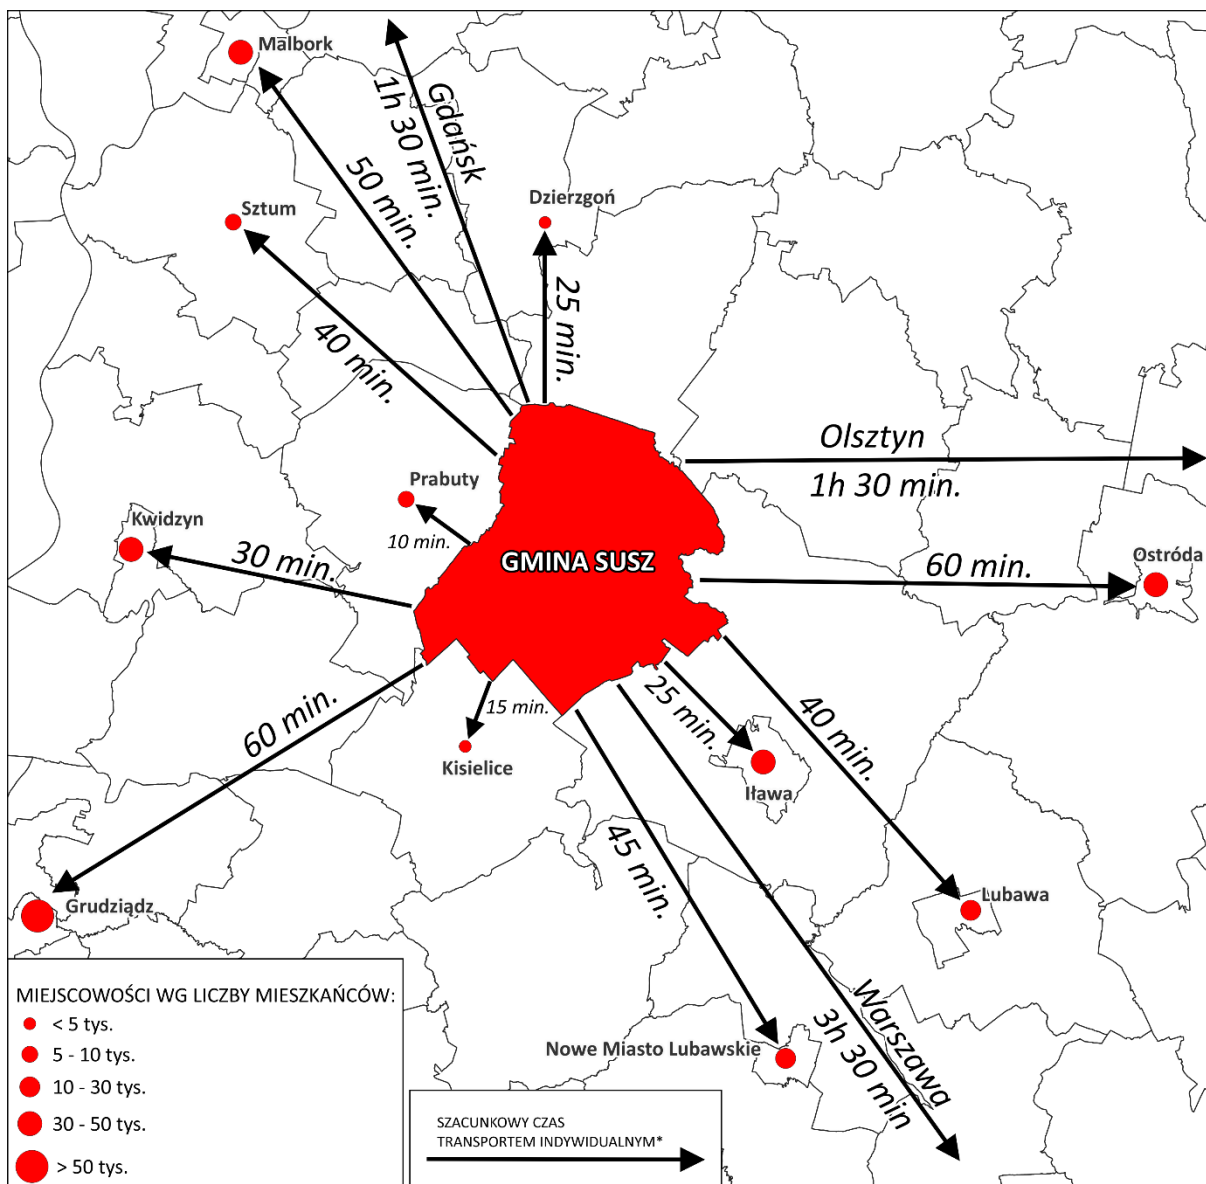 Malbork
Gdańsk
1h 30 min.
50 min.
Sztum
Dzierzgoń
25 min.
40 min.
Olsztyn
1h 30 min.
Prabuty
10 min.
Kwidzyn
30 min.
GMINA SUSZ
60 min.
Ostróda
60 min.
15 min.
Kisielice
25 min.
Iława
40 min.
45 min.
Lubawa
Grudziądz
Warszawa
3h 30 min
Nowe Miasto Lubawskie
MIEJSCOWOŚCI WG LICZBY MIESZKAŃCÓW:
< 5 tys.
5 - 10 tys.
10 - 30 tys.
30 - 50 tys.
> 50 tys.
SZACUNKOWY CZAS
TRANSPORTEM INDYWIDUALNYM*